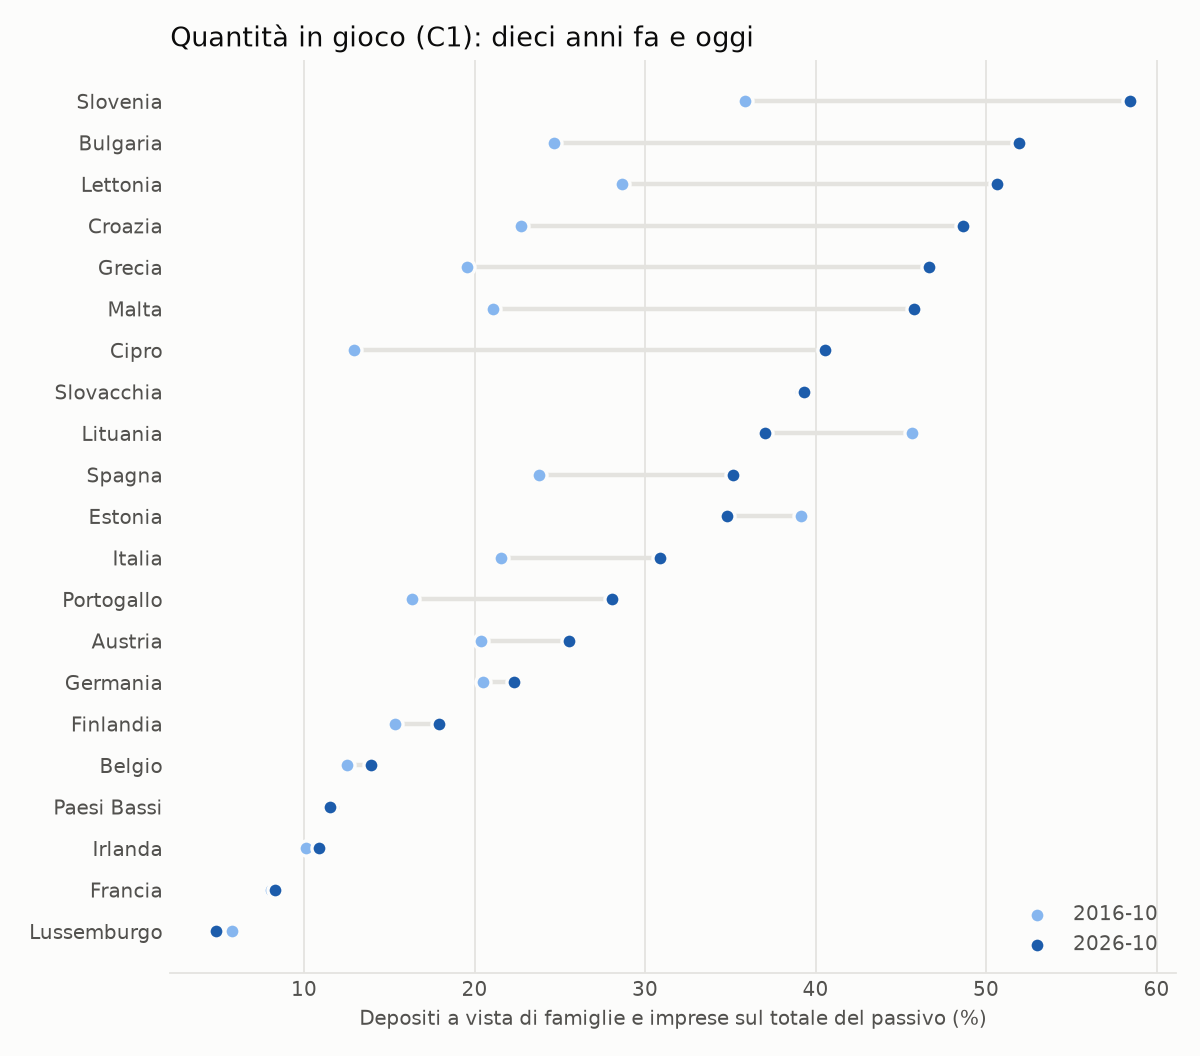 Quantità in gioco (C1): dieci anni fa e oggi
Slovenia
Bulgaria
Lettonia
Croazia
Grecia
Malta
Cipro
Slovacchia
Lituania
Spagna
Estonia
Italia
Portogallo
Austria
Germania
Finlandia
Belgio
Paesi Bassi
Irlanda
Francia
Lussemburgo
2016-10
2026-10
10 20 30 40 50 60
Depositi a vista di famiglie e imprese sul totale del passivo (%)